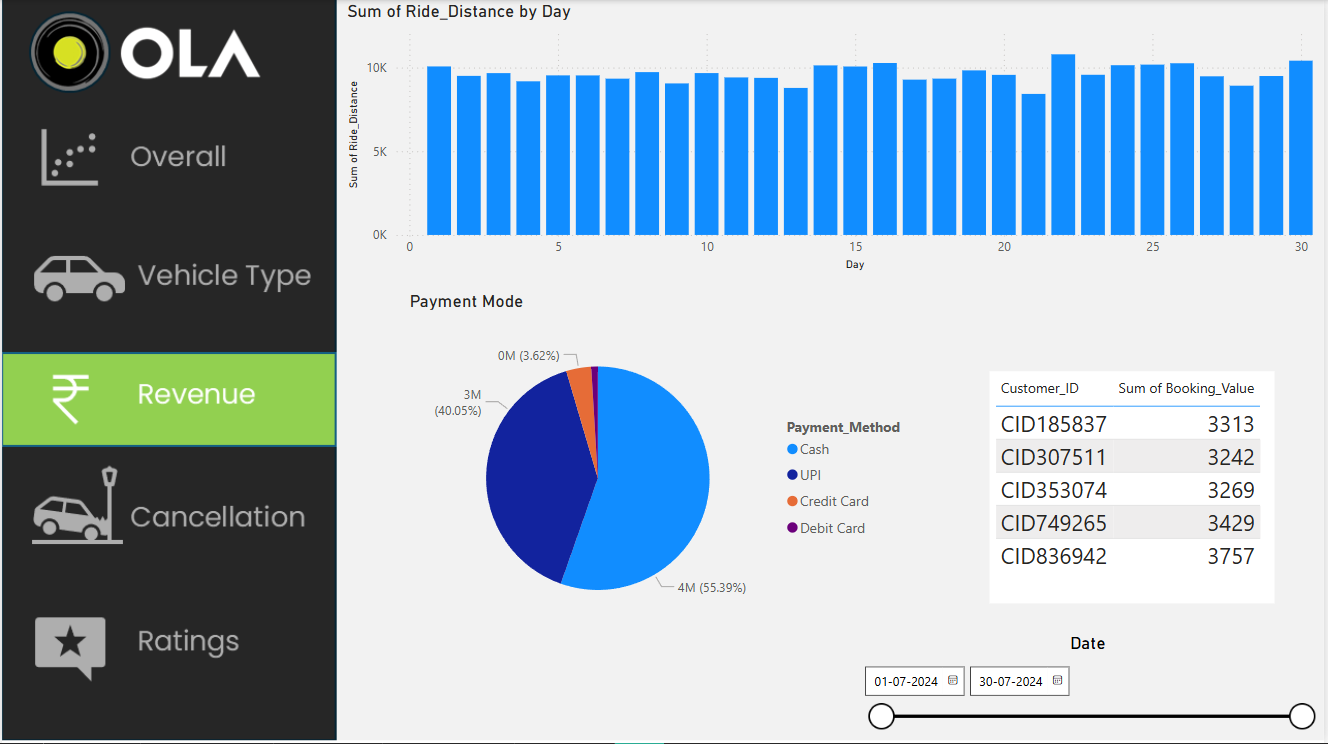 OLA
Overall
Vehicle Type
Revenue
Cancellation
Ratings
Sum of Ride_Distance by Day
Sum of Ride_Distance
10K
5K
0K
0 5 10 15 20 25 30
Day
Payment Mode
0M (3.62%)
3M
(40.05%)
4M (55.39%)
Payment_Method
Cash
UPI
Credit Card
Debit Card
Customer_ID Sum of Booking_Value
CID185837 3313
CID307511 3242
CID353074 3269
CID749265 3429
CID836942 3757
Date
01-07-2024 30-07-2024